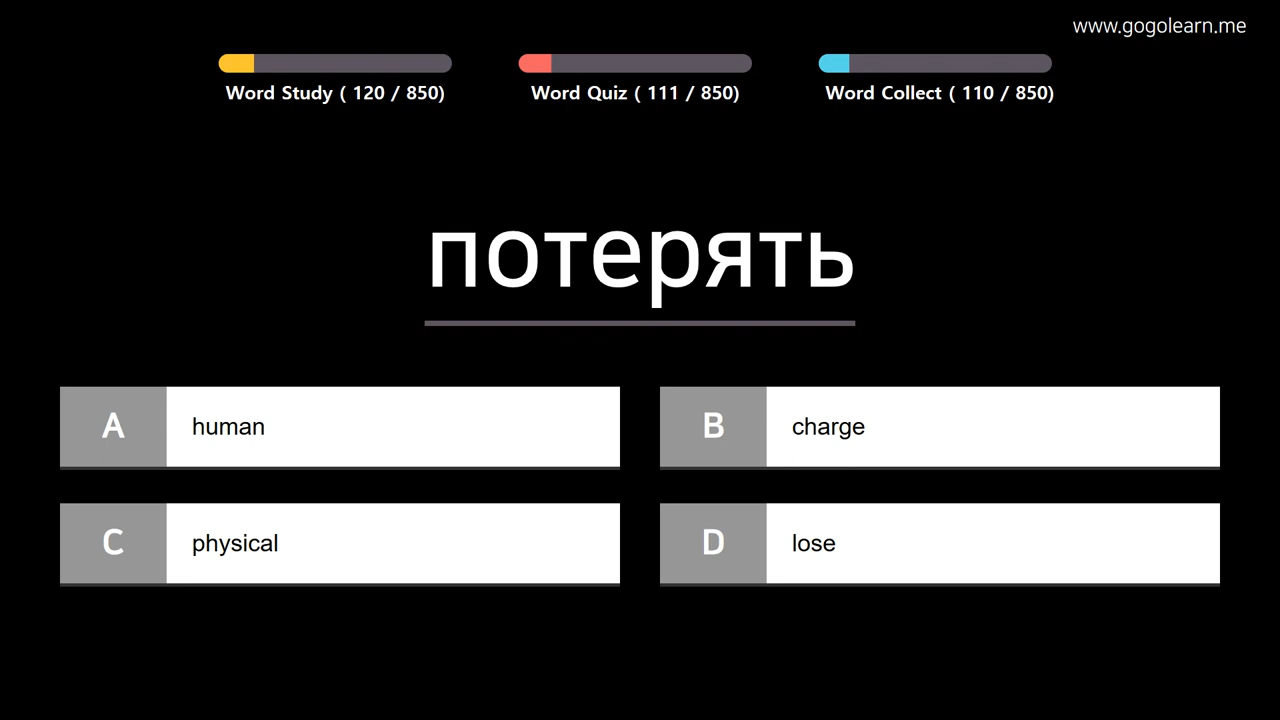 www.gogolearn.me
Word Study ( 120 / 850)
Word Quiz ( 111 / 850)
Word Collect ( 110 / 850)
потерять
A human
B charge
C physical
D lose